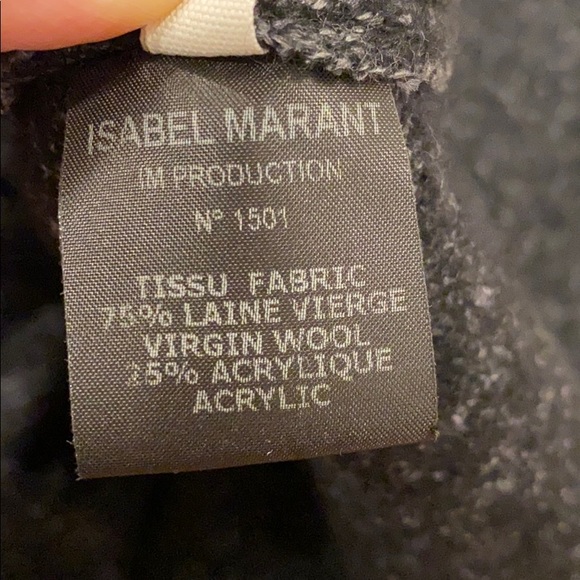 ISABEL MARANT
IM PRODUCTION
N° 1501
TISSU FABRIC
75% LAINE VIERGE
VIRGIN WOOL
25% ACRYLIQUE
ACRYLIC